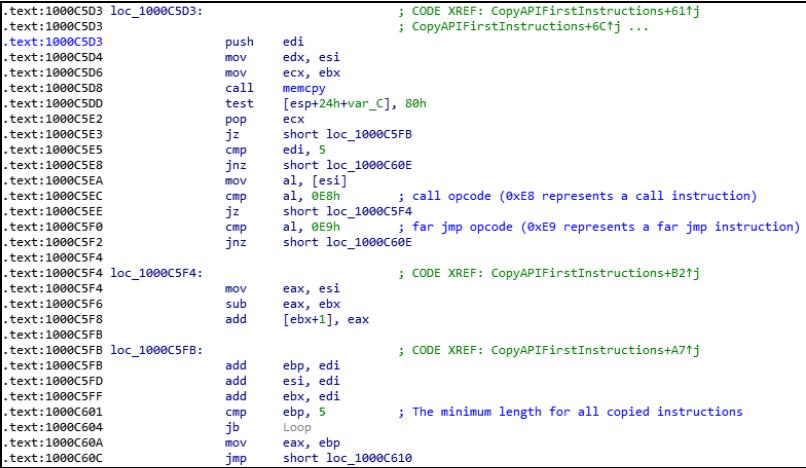 .text:1000C5D3 loc_1000C5D3: ; CODE XREF: CopyAPIFirstInstructions+61↑j
.text:1000C5D3 ; CopyAPIFirstInstructions+6C↑j ...
.text:1000C5D3 push edi
.text:1000C5D4 mov edx, esi
.text:1000C5D6 mov ecx, ebx
.text:1000C5D8 call memcpy
.text:1000C5DD test [esp+24h+var_C], 80h
.text:1000C5E2 pop ecx
.text:1000C5E3 jz short loc_1000C5FB
.text:1000C5E5 cmp edi, 5
.text:1000C5E8 jnz short loc_1000C60E
.text:1000C5EA mov al, [esi]
.text:1000C5EC cmp al, 0E8h ; call opcode (0xE8 represents a call instruction)
.text:1000C5EE jz short loc_1000C5F4
.text:1000C5F0 cmp al, 0E9h ; far jmp opcode (0xE9 represents a far jmp instruction)
.text:1000C5F2 jnz short loc_1000C60E
.text:1000C5F4
.text:1000C5F4 loc_1000C5F4: ; CODE XREF: CopyAPIFirstInstructions+B2↑j
.text:1000C5F4 mov eax, esi
.text:1000C5F6 sub eax, ebx
.text:1000C5F8 add [ebx+1], eax
.text:1000C5FB
.text:1000C5FB loc_1000C5FB: ; CODE XREF: CopyAPIFirstInstructions+A7↑j
.text:1000C5FB add ebp, edi
.text:1000C5FD add esi, edi
.text:1000C5FF add ebx, edi
.text:1000C601 cmp ebp, 5 ; The minimum length for all copied instructions
.text:1000C604 jb Loop
.text:1000C60A mov eax, ebp
.text:1000C60C jmp short loc_1000C610